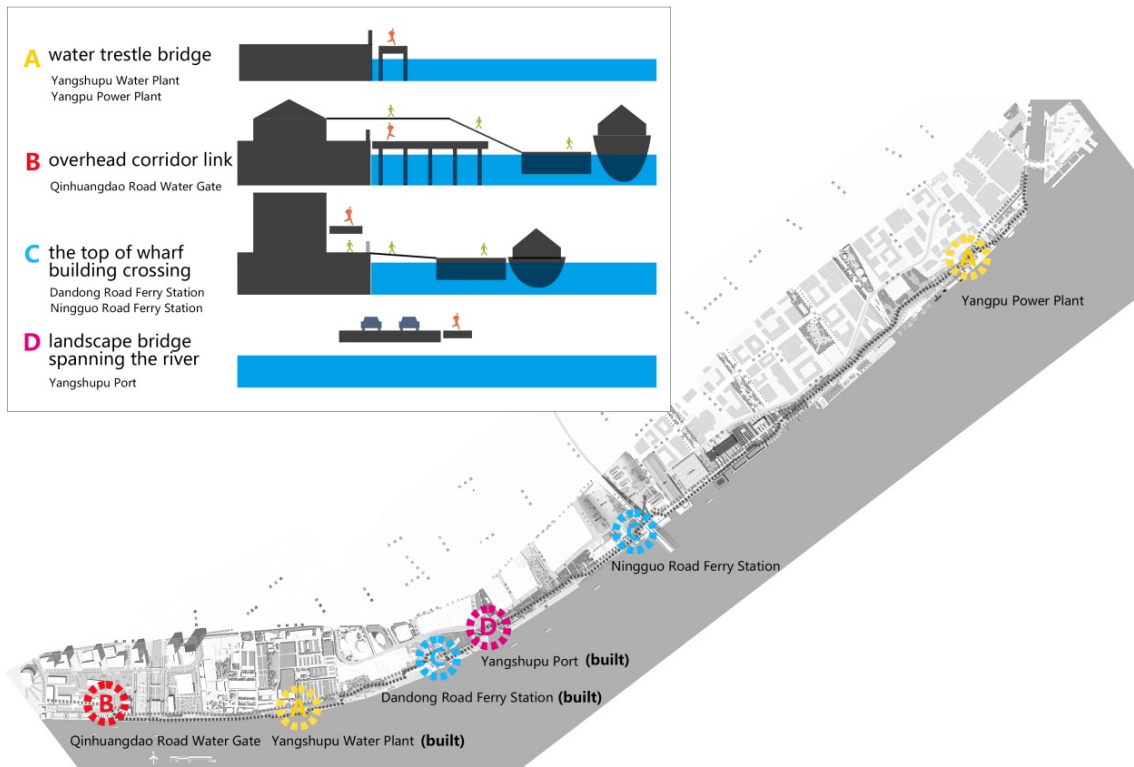 A water trestle bridge
Yangshupu Water Plant
Yangpu Power Plant
B overhead corridor link
Qinhuangdao Road Water Gate
C the top of wharf
building crossing
Dandong Road Ferry Station
Ningguo Road Ferry Station
D landscape bridge
spanning the river
Yangshupu Port
A
Yangpu Power Plant
C
Ningguo Road Ferry Station
D
Yangshupu Port (built)
C
Dandong Road Ferry Station (built)
B
Qinhuangdao Road Water Gate
A
Yangshupu Water Plant (built)